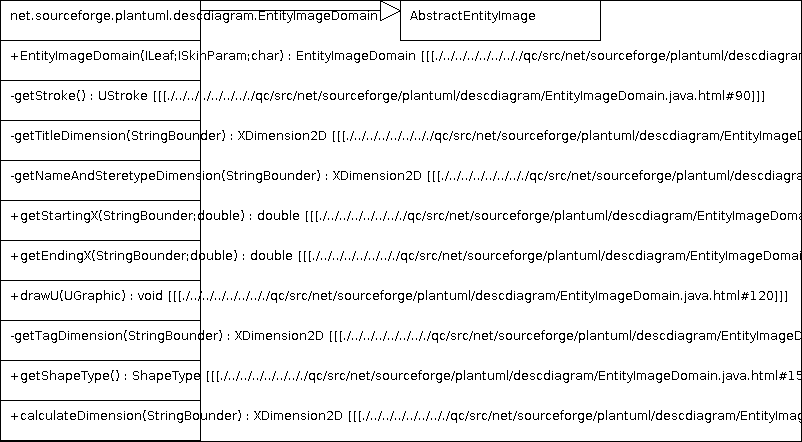 net.sourceforge.plantuml.descdiagram.EntityImageDomain
AbstractEntityImage
+EntityImageDomain(ILeaf;ISkinParam;char) : EntityImageDomain [[[./../../../../../../../qc/src/net/sourceforge/plantuml/descdiagram
-getStroke() : UStroke [[[./../../../../../../../qc/src/net/sourceforge/plantuml/descdiagram/EntityImageDomain.java.html#90]]]
-getTitleDimension(StringBounder) : XDimension2D [[[./../../../../../../../qc/src/net/sourceforge/plantuml/descdiagram/EntityImageD
-getNameAndSteretypeDimension(StringBounder) : XDimension2D [[[./../../../../../../../qc/src/net/sourceforge/plantuml/descdiagra
+getStartingX(StringBounder;double) : double [[[./../../../../../../../qc/src/net/sourceforge/plantuml/descdiagram/EntityImageDoma
+getEndingX(StringBounder;double) : double [[[./../../../../../../../qc/src/net/sourceforge/plantuml/descdiagram/EntityImageDomai
+drawU(UGraphic) : void [[[./../../../../../../../qc/src/net/sourceforge/plantuml/descdiagram/EntityImageDomain.java.html#120]]]
-getTagDimension(StringBounder) : XDimension2D [[[./../../../../../../../qc/src/net/sourceforge/plantuml/descdiagram/EntityImageD
+getShapeType() : ShapeType [[[./../../../../../../../qc/src/net/sourceforge/plantuml/descdiagram/EntityImageDomain.java.html#15
+calculateDimension(StringBounder) : XDimension2D [[[./../../../../../../../qc/src/net/sourceforge/plantuml/descdiagram/EntityImag